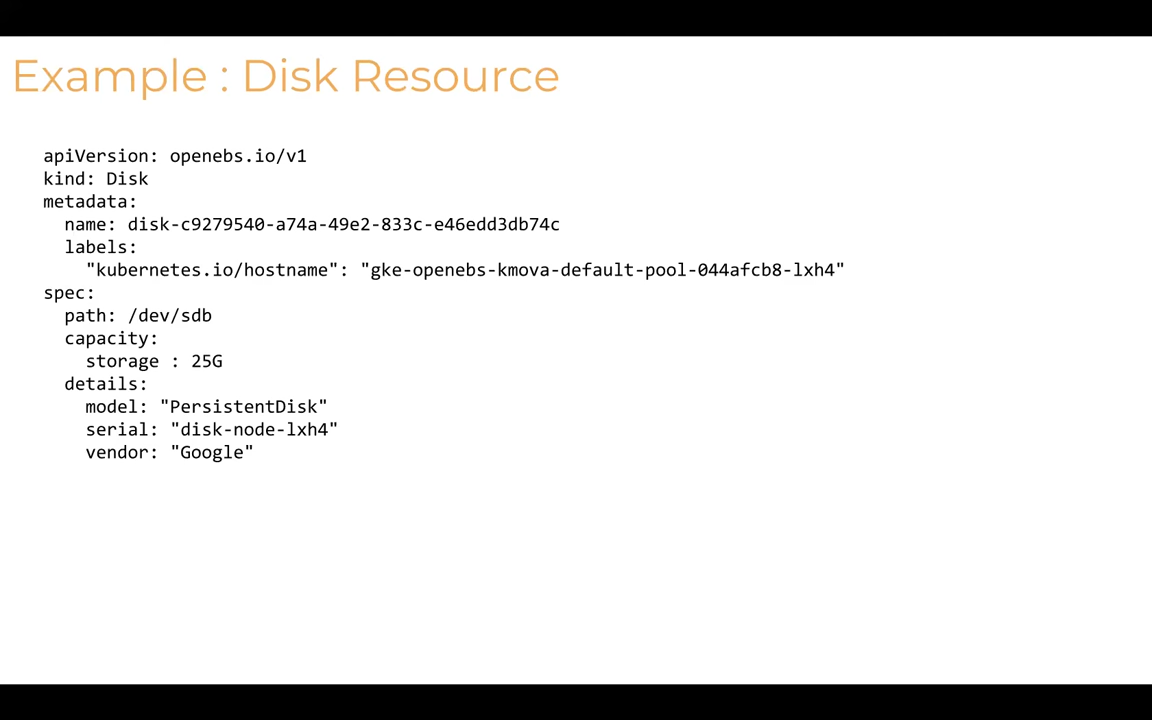 Example : Disk Resource
apiVersion: openebs.io/v1
kind: Disk
metadata:
  name: disk-c9279540-a74a-49e2-833c-e46edd3db74c
  labels:
    "kubernetes.io/hostname": "gke-openebs-kmova-default-pool-044afcb8-lxh4"
spec:
  path: /dev/sdb
  capacity:
    storage : 25G
  details:
    model: "PersistentDisk"
    serial: "disk-node-lxh4"
    vendor: "Google"